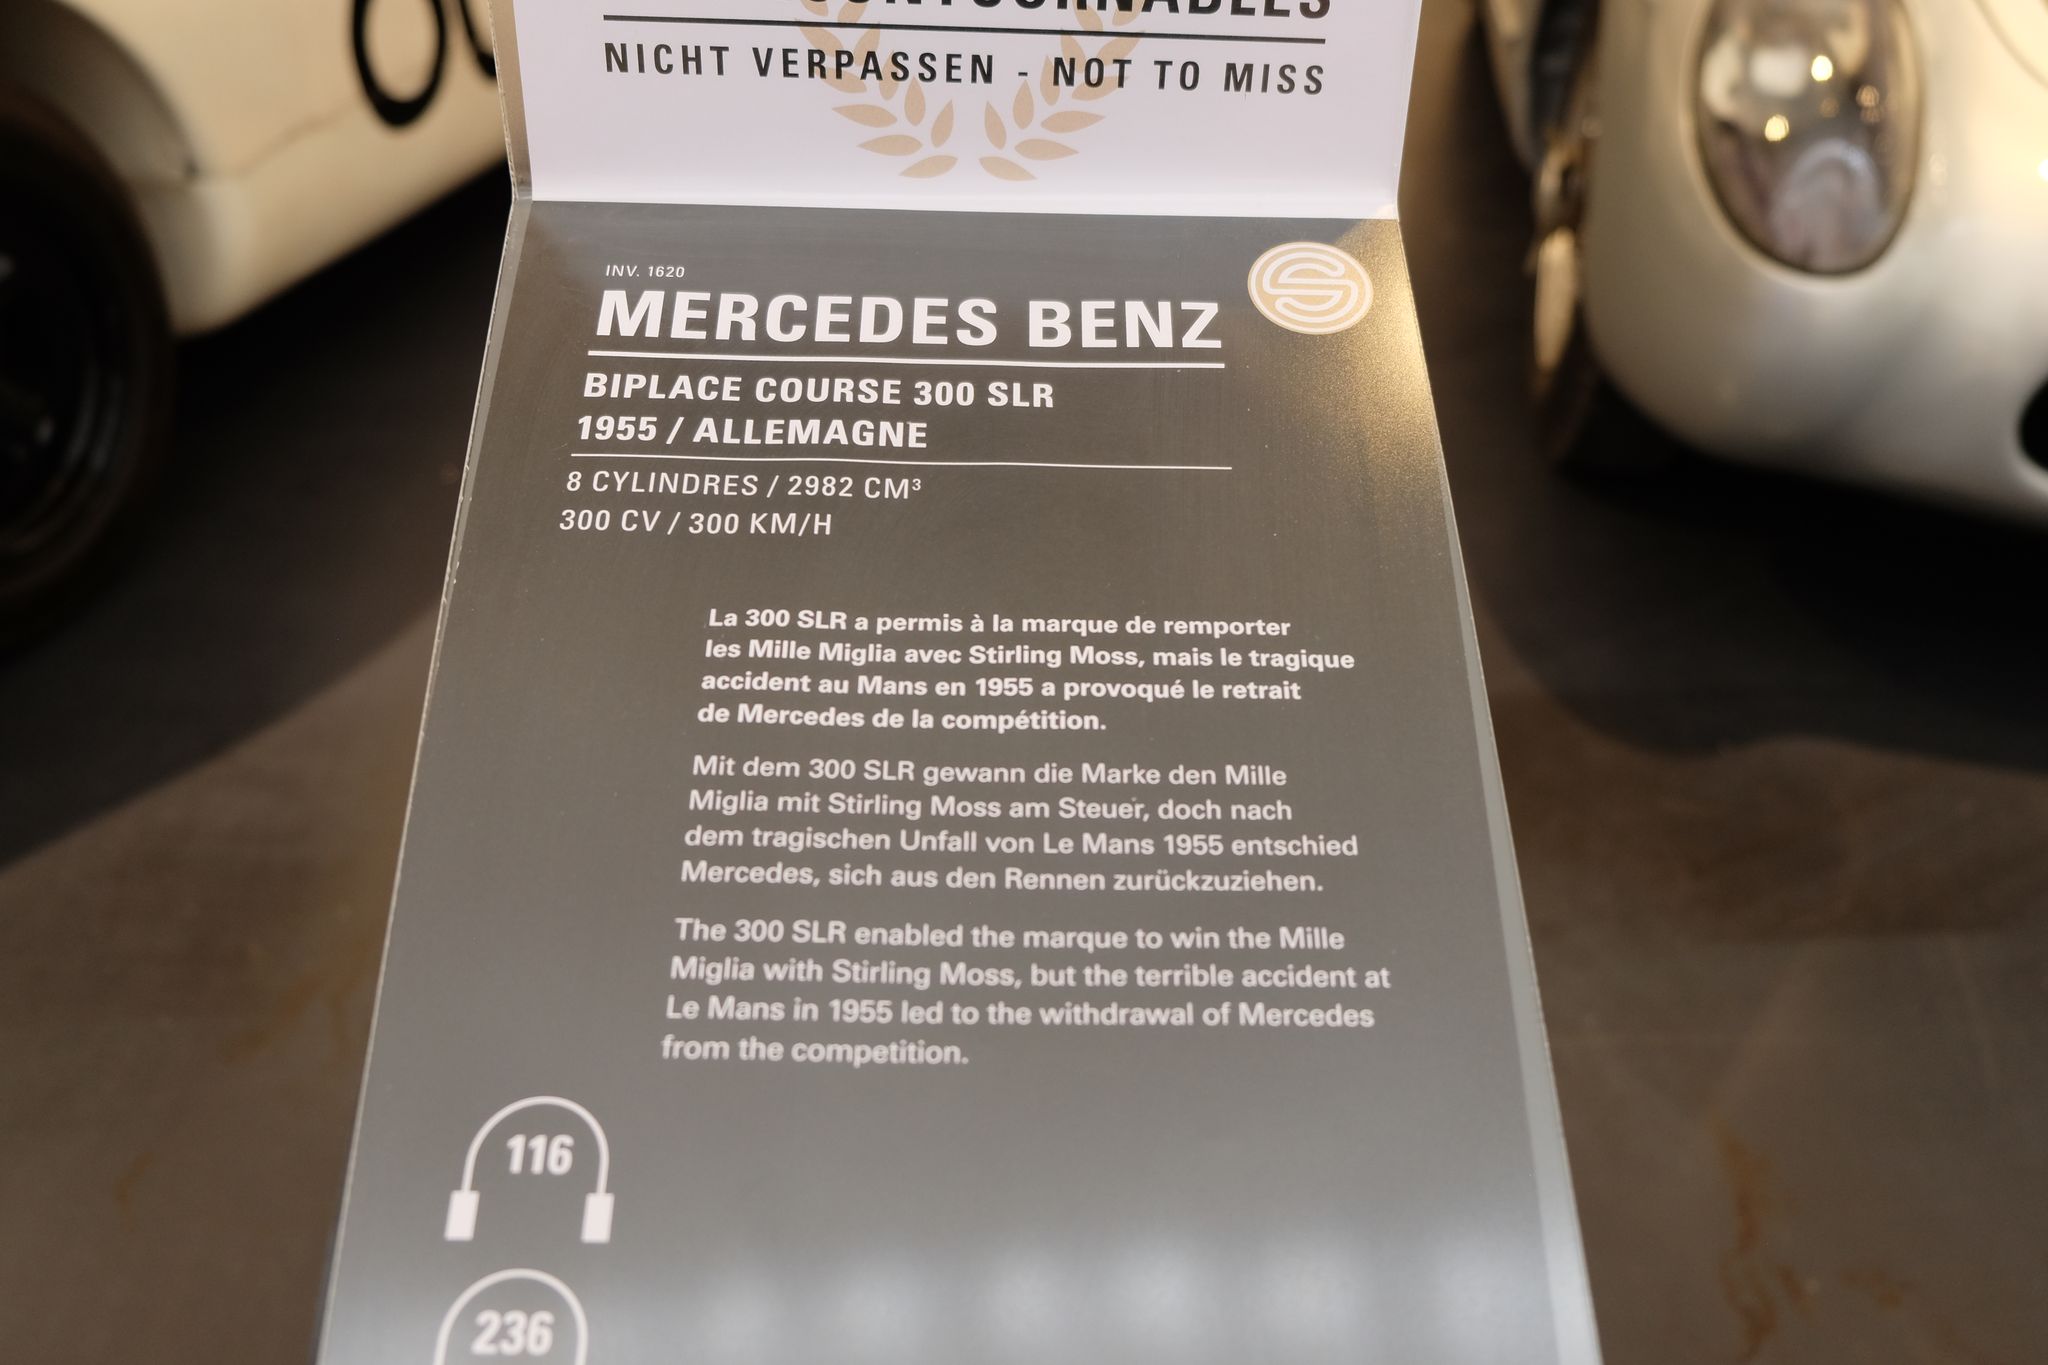 NICHT VERPASSEN - NOT TO MISS
INV. 1620
MERCEDES BENZ
BIPLACE COURSE 300 SLR
1955 / ALLEMAGNE
8 CYLINDRES / 2982 CM³
300 CV / 300 KM/H
La 300 SLR a permis à la marque de remporter
les Mille Miglia avec Stirling Moss, mais le tragique
accident au Mans en 1955 a provoqué le retrait
de Mercedes de la compétition.
Mit dem 300 SLR gewann die Marke den Mille
Miglia mit Stirling Moss am Steuer, doch nach
dem tragischen Unfall von Le Mans 1955 entschied
Mercedes, sich aus den Rennen zurückzuziehen.
The 300 SLR enabled the marque to win the Mille
Miglia with Stirling Moss, but the terrible accident at
Le Mans in 1955 led to the withdrawal of Mercedes
from the competition.
116
236